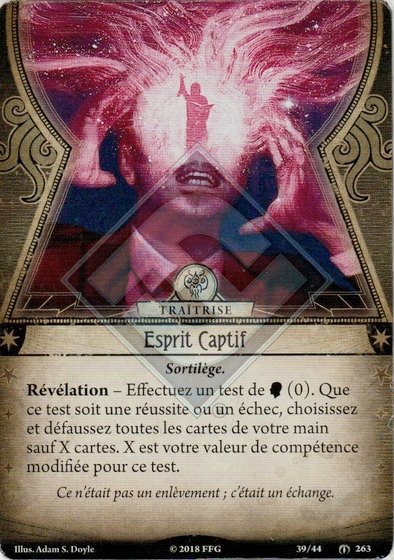 TRAÎTRISE
Esprit Captif
Sortilège.
Révélation – Effectuez un test de (0). Que
ce test soit une réussite ou un échec, choisissez
et défaussez toutes les cartes de votre main
sauf X cartes. X est votre valeur de compétence
modifiée pour ce test.
Ce n'était pas un enlèvement ; c'était un échange.
Illus. Adam S. Doyle © 2018 FFG 39/44 263